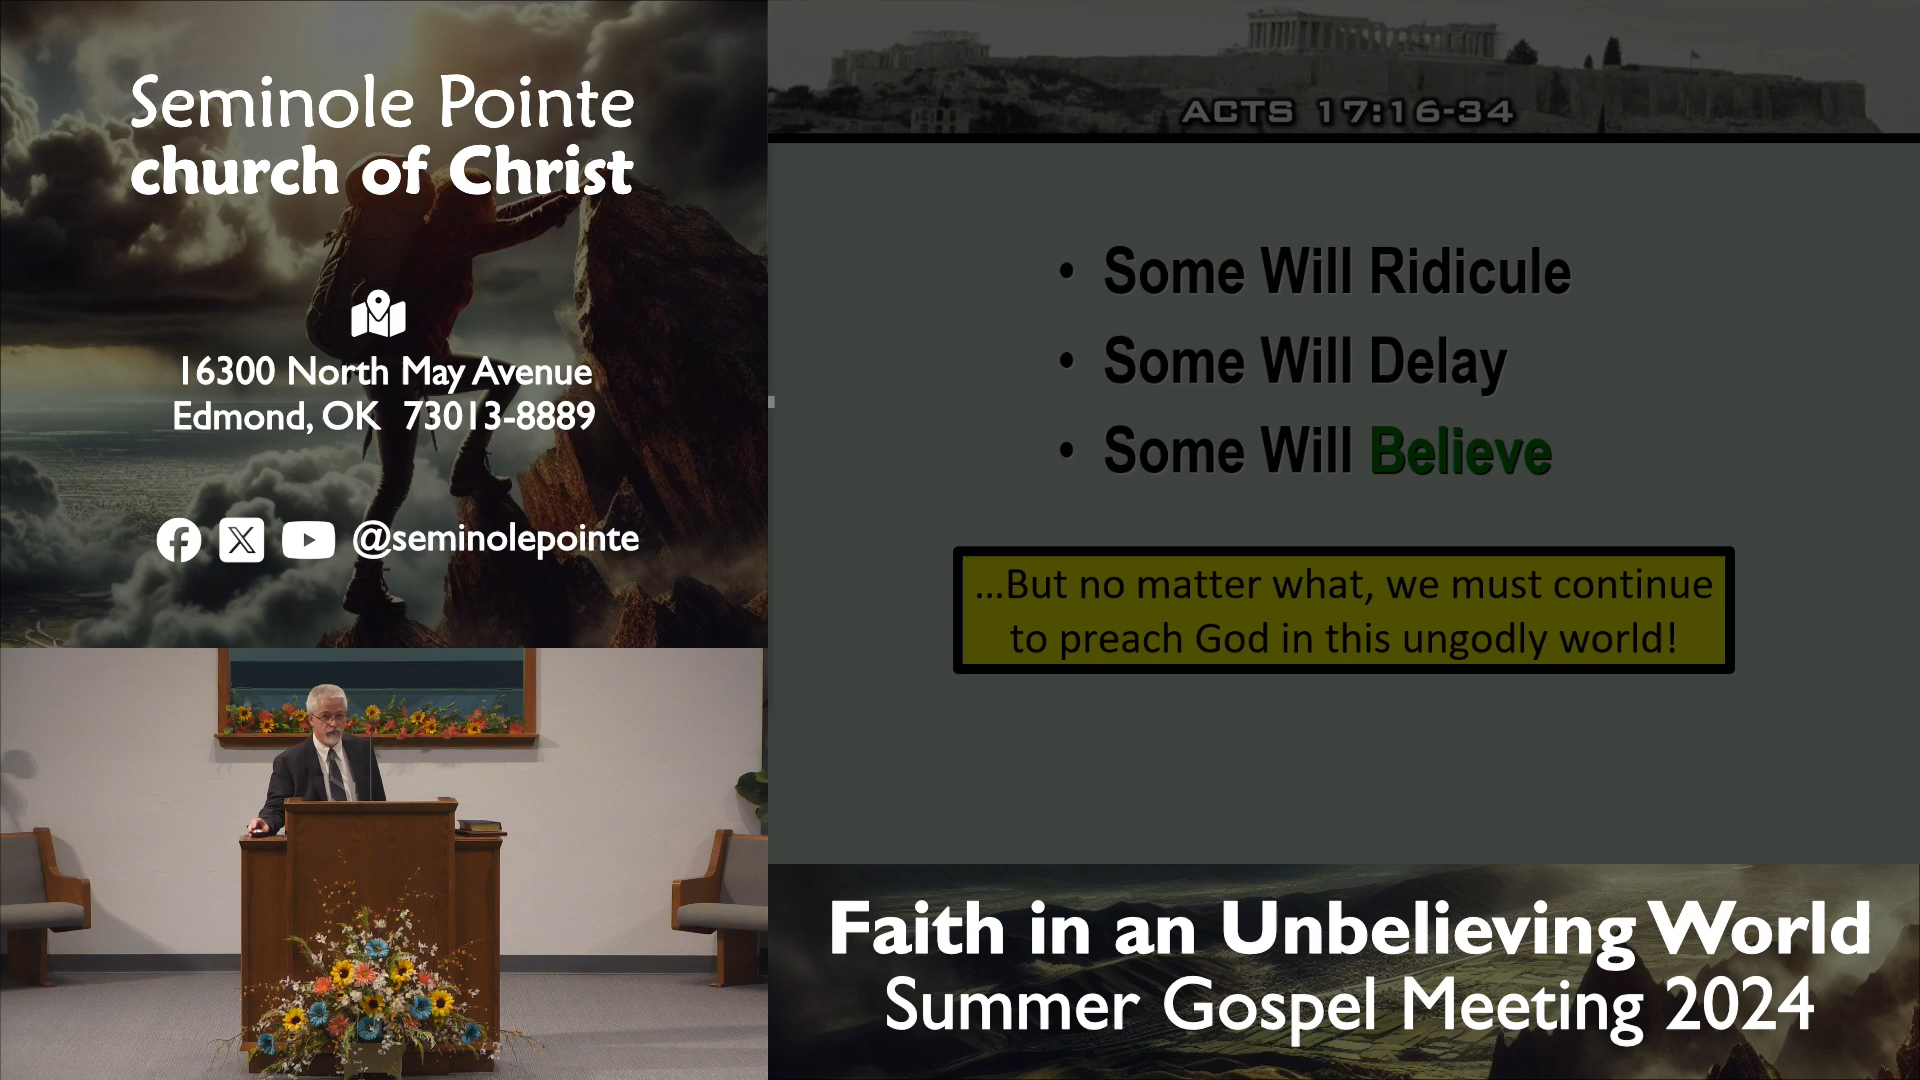 Seminole Pointe
church of Christ
16300 North May Avenue
Edmond, OK 73013-8889
@seminolepointe
ACTS 17:16-34
• Some Will Ridicule
• Some Will Delay
• Some Will Believe
...But no matter what, we must continue
to preach God in this ungodly world!
Faith in an Unbelieving World
Summer Gospel Meeting 2024